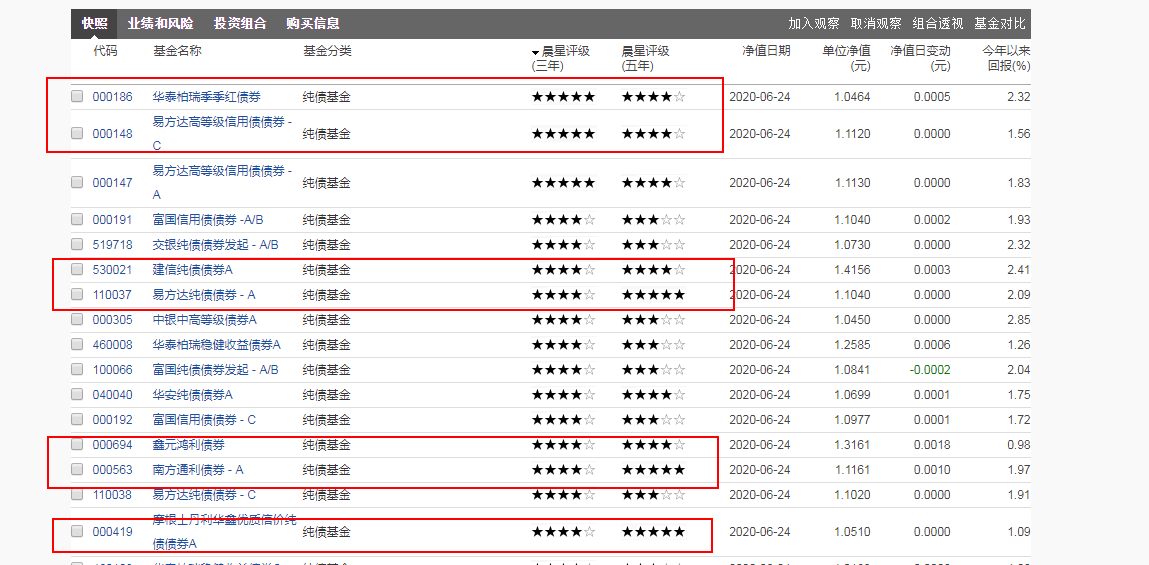 快照 业绩和风险 投资组合 购买信息 加入观察 取消观察 组合透视 基金对比
代码 基金名称 基金分类 晨星评级 晨星评级 净值日期 单位净值 净值日变动 今年以来
(三年) (五年) (元) (元) 回报(%)
000186 华泰柏瑞季季红债券 纯债基金 ★★★★★ ★★★★☆ 2020-06-24 1.0464 0.0005 2.32
易方达高等级信用债债券 -
000148 纯债基金 ★★★★★ ★★★★☆ 2020-06-24 1.1120 0.0000 1.56
C
易方达高等级信用债债券 -
000147 纯债基金 ★★★★★ ★★★★☆ 2020-06-24 1.1130 0.0000 1.83
A
000191 富国信用债债券 -A/B 纯债基金 ★★★★☆ ★★★☆☆ 2020-06-24 1.1040 0.0002 1.93
519718 交银纯债债券发起 - A/B 纯债基金 ★★★★☆ ★★★☆☆ 2020-06-24 1.0730 0.0000 2.32
530021 建信纯债债券A 纯债基金 ★★★★☆ ★★★★☆ 2020-06-24 1.4156 0.0003 2.41
110037 易方达纯债债券 - A 纯债基金 ★★★★☆ ★★★★★ 2020-06-24 1.1040 0.0000 2.09
000305 中银中高等级债券A 纯债基金 ★★★★☆ ★★★☆☆ 2020-06-24 1.0450 0.0000 2.85
460008 华泰柏瑞稳健收益债券A 纯债基金 ★★★★☆ ★★★☆☆ 2020-06-24 1.2585 0.0006 1.26
100066 富国纯债债券发起 - A/B 纯债基金 ★★★★☆ ★★★☆☆ 2020-06-24 1.0841 -0.0002 2.04
040040 华安纯债债券A 纯债基金 ★★★★☆ ★★★☆☆ 2020-06-24 1.0699 0.0001 1.75
000192 富国信用债债券 - C 纯债基金 ★★★★☆ ★★★☆☆ 2020-06-24 1.0977 0.0001 1.72
000694 鑫元鸿利债券 纯债基金 ★★★★☆ ★★★★☆ 2020-06-24 1.3161 0.0018 0.98
000563 南方通利债券 - A 纯债基金 ★★★★☆ ★★★★★ 2020-06-24 1.1161 0.0010 1.97
110038 易方达纯债债券 - C 纯债基金 ★★★★☆ ★★★☆☆ 2020-06-24 1.1020 0.0000 1.91
摩根士丹利华鑫优质信价纯
000419 纯债基金 ★★★★☆ ★★★★★ 2020-06-24 1.0510 0.0000 1.09
债债券A